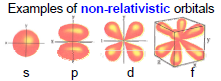 Examples of non-relativistic orbitals
s p d f